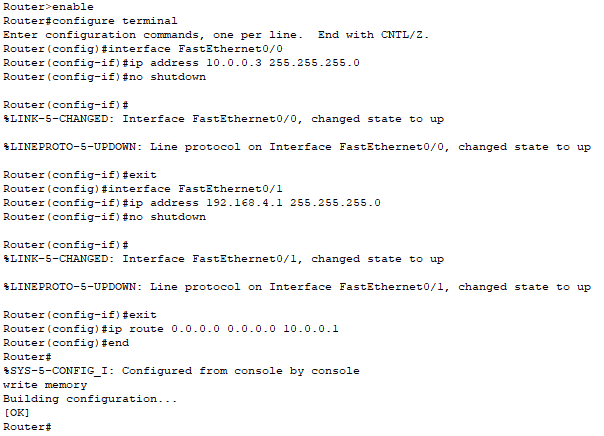 Router>enable
Router#configure terminal
Enter configuration commands, one per line.  End with CNTL/Z.
Router(config)#interface FastEthernet0/0
Router(config-if)#ip address 10.0.0.3 255.255.255.0
Router(config-if)#no shutdown
Router(config-if)#
%LINK-5-CHANGED: Interface FastEthernet0/0, changed state to up
%LINEPROTO-5-UPDOWN: Line protocol on Interface FastEthernet0/0, changed state to up
Router(config-if)#exit
Router(config)#interface FastEthernet0/1
Router(config-if)#ip address 192.168.4.1 255.255.255.0
Router(config-if)#no shutdown
Router(config-if)#
%LINK-5-CHANGED: Interface FastEthernet0/1, changed state to up
%LINEPROTO-5-UPDOWN: Line protocol on Interface FastEthernet0/1, changed state to up
Router(config-if)#exit
Router(config)#ip route 0.0.0.0 0.0.0.0 10.0.0.1
Router(config)#end
Router#
%SYS-5-CONFIG_I: Configured from console by console
write memory
Building configuration...
[OK]
Router#